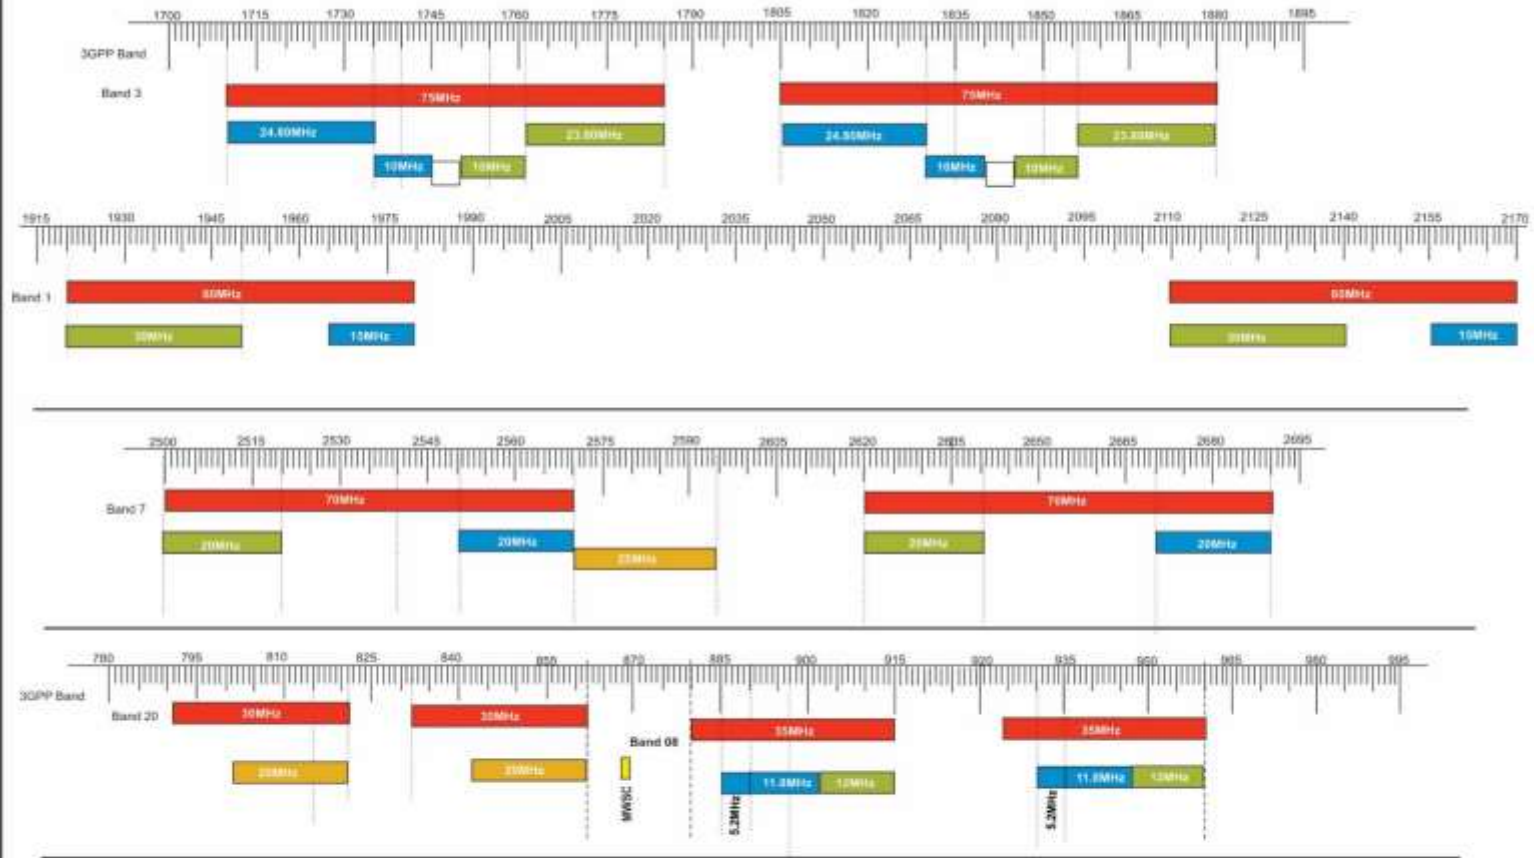 1700 1715 1730 1745 1760 1775 1790 1805 1820 1835 1850 1865 1880 1895
3GPP Band
Band 3
75MHz 75MHz
24.80MHz 23.80MHz 24.80MHz 23.80MHz
10MHz 10MHz 10MHz 10MHz
1915 1930 1945 1960 1975 1990 2005 2020 2035 2050 2065 2080 2095 2110 2125 2140 2155 2170
Band 1
60MHz 60MHz
30MHz 15MHz 30MHz 15MHz
2500 2515 2530 2545 2560 2575 2590 2605 2620 2635 2650 2665 2680 2695
Band 7
70MHz 70MHz
20MHz 20MHz 20MHz 20MHz
25MHz
780 795 810 825 840 855 870 885 900 915 920 935 965 980 995
3GPP Band
Band 20
30MHz 30MHz 35MHz 35MHz
Band 08
20MHz 20MHz 11.8MHz 12MHz 11.8MHz 12MHz
MWSC
5.2MHz 5.2MHz